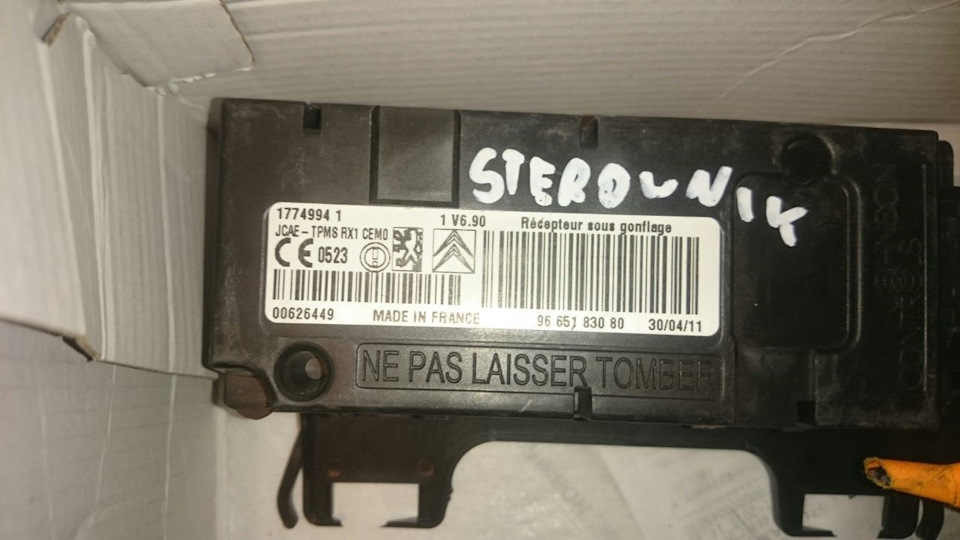 STEROWNIK
1774994 1 1 V6.90 Récepteur sous gonflage
JCAE - TPMS RX1 CEM0
CE 0523
00626449 MADE IN FRANCE 96 651 830 80 30/04/11
NE PAS LAISSER TOMBER